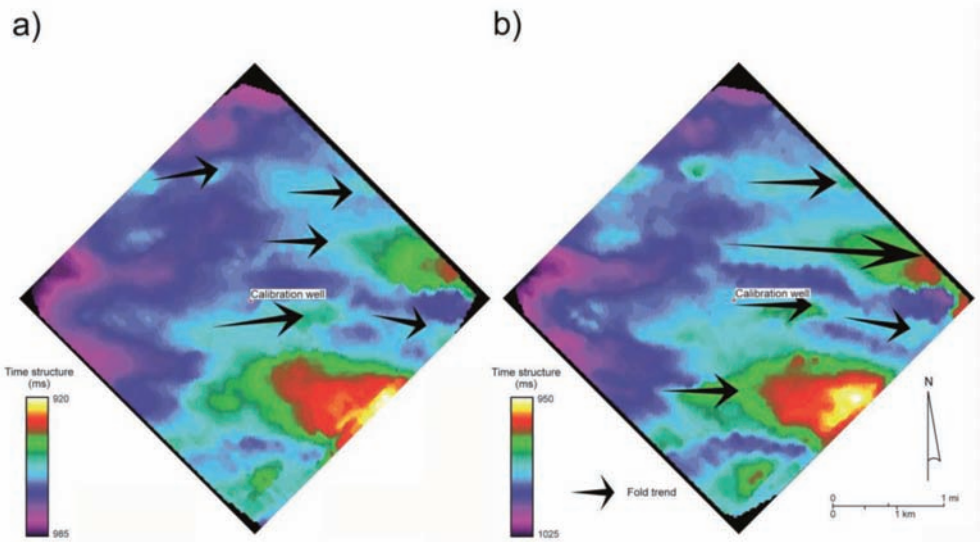 a)
b)
Calibration well
Calibration well
Time structure
(ms)
920
985
Time structure
(ms)
950
1025
Fold trend
N
0
1 mi
0
1 km